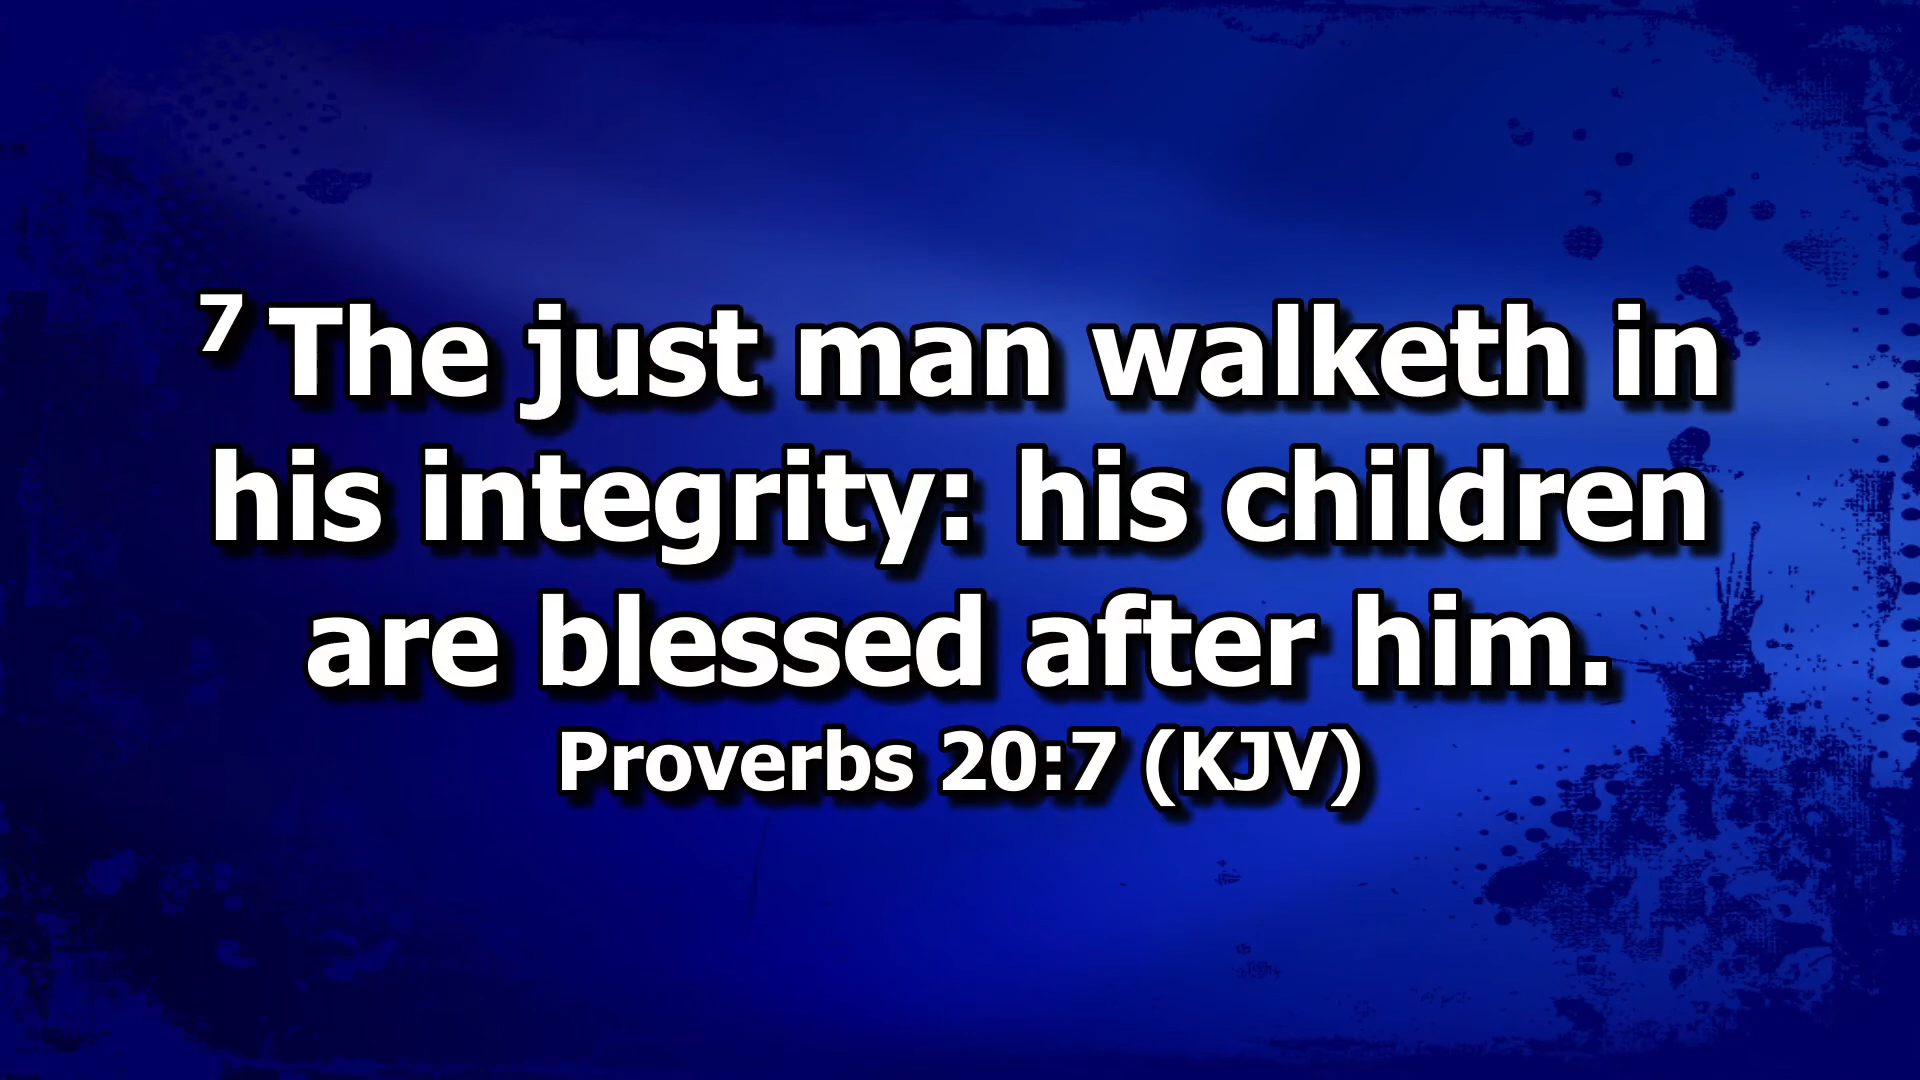 7 The just man walketh in
his integrity: his children
are blessed after him.
Proverbs 20:7 (KJV)